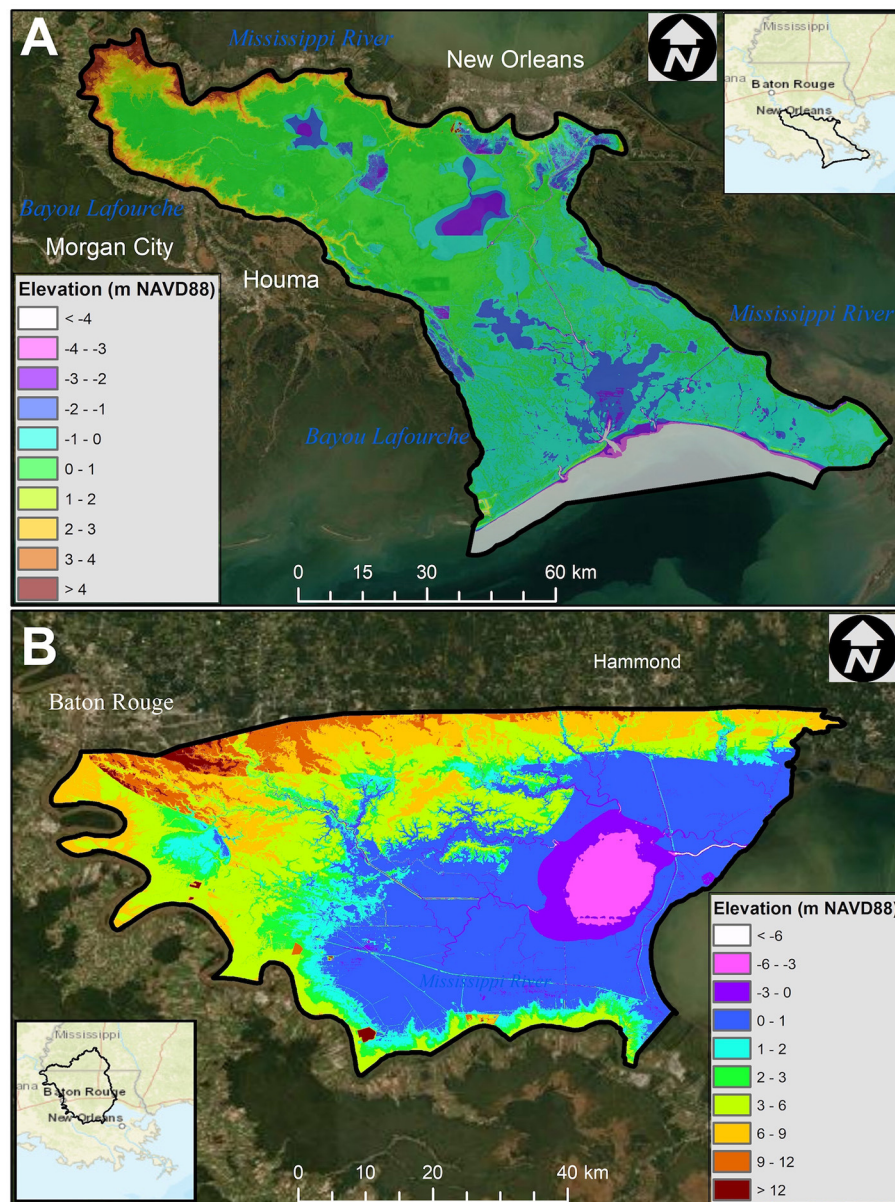 A
Mississippi River
New Orleans
N
Mississippi
ana
Baton Rouge
New Orleans
Bayou Lafourche
Morgan City
Houma
Elevation (m NAVD88)
< -4
-4 - -3
-3 - -2
-2 - -1
-1 - 0
0 - 1
1 - 2
2 - 3
3 - 4
> 4
Mississippi River
Bayou Lafourche
0 15 30 60 km
B
Hammond
N
Baton Rouge
Mississippi River
Elevation (m NAVD88)
< -6
-6 - -3
-3 - 0
0 - 1
1 - 2
2 - 3
3 - 6
6 - 9
9 - 12
> 12
Mississippi
ana
Baton Rouge
New Orleans
0 10 20 40 km